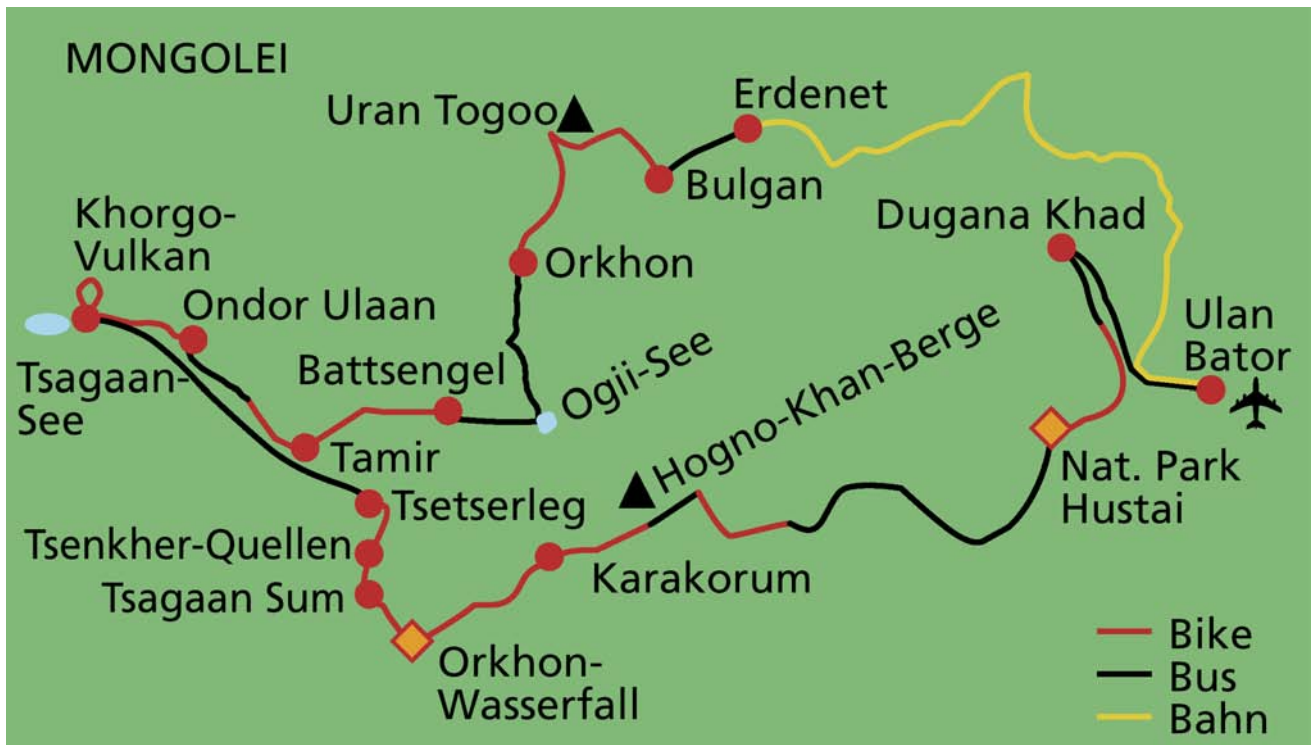 MONGOLEI
Uran Togoo
Erdenet
Bulgan
Dugana Khad
Khorgo-
Vulkan
Orkhon
Ondor Ulaan
Ulan
Bator
Battsengel
Ogii-See
Hogno-Khan-Berge
Tsagaan-
See
Tamir
Tsetserleg
Nat. Park
Hustai
Tsenkher-Quellen
Karakorum
Tsagaan Sum
Orkhon-
Wasserfall
Bike
Bus
Bahn